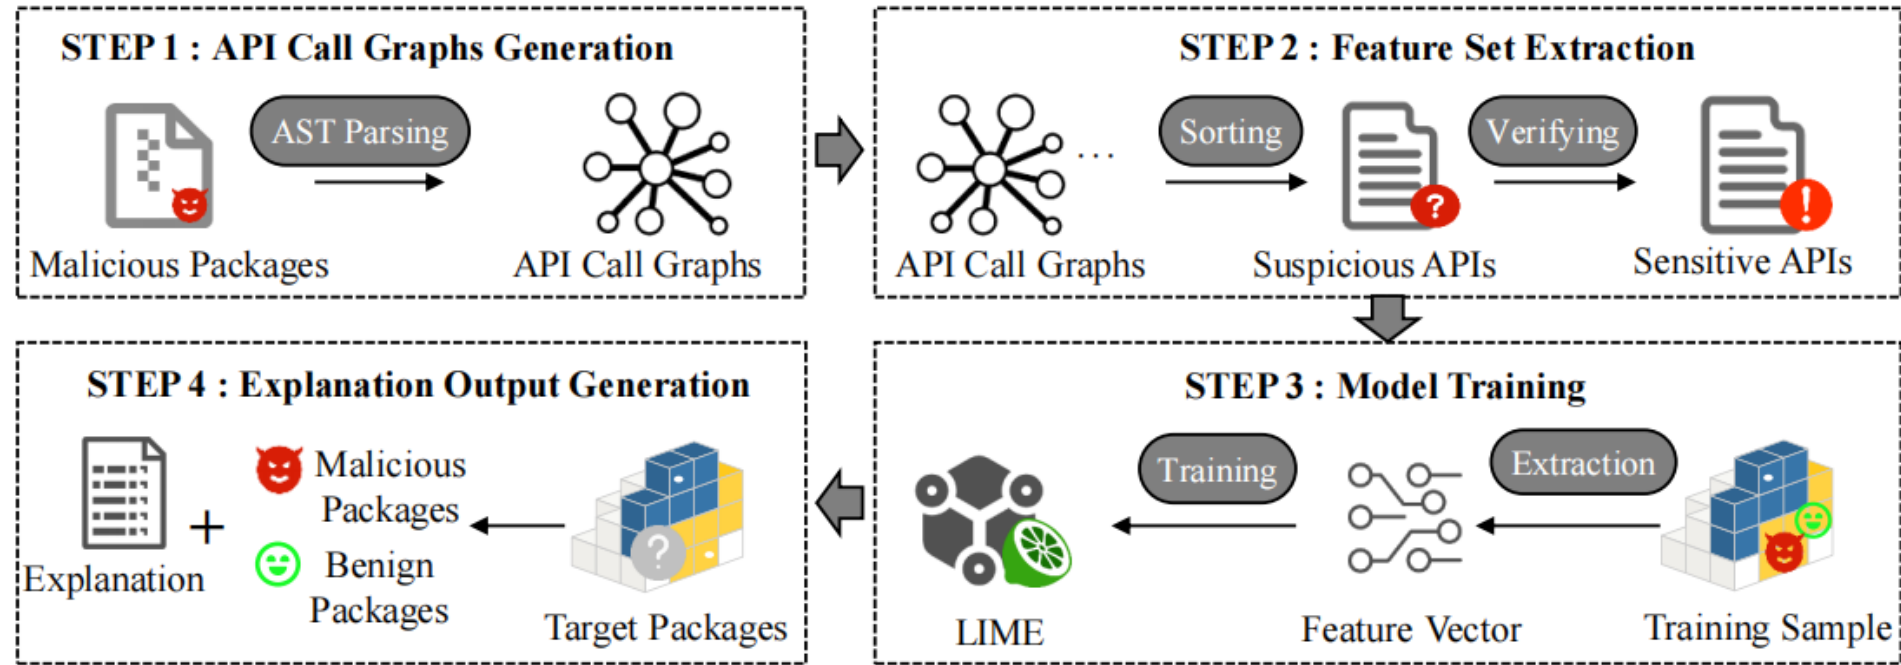 STEP 1 : API Call Graphs Generation
AST Parsing
Malicious Packages
API Call Graphs
STEP 2 : Feature Set Extraction
...
Sorting
?
Verifying
!
API Call Graphs
Suspicious APIs
Sensitive APIs
STEP 3 : Model Training
Training
Extraction
LIME
Feature Vector
Training Sample
STEP 4 : Explanation Output Generation
Explanation
+
Malicious
Packages
Benign
Packages
?
Target Packages